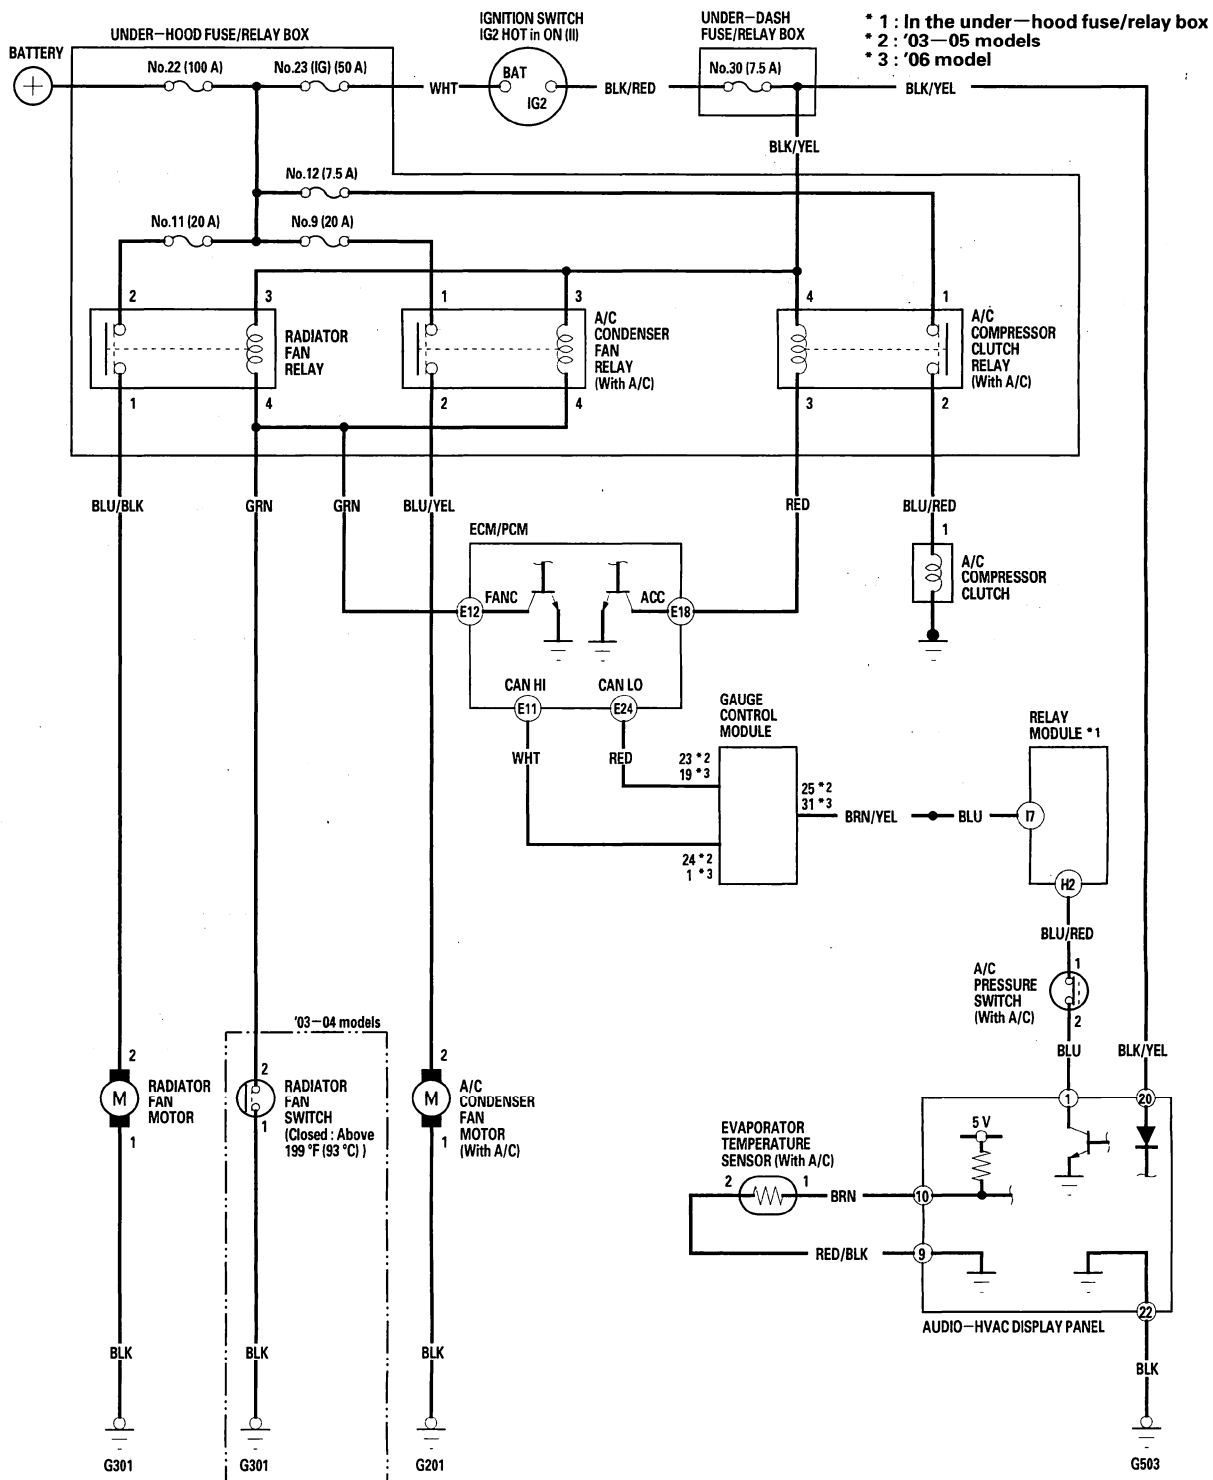 * 1 : In the under-hood fuse/relay box
* 2 : '03-05 models
* 3 : '06 model
IGNITION SWITCH
IG2 HOT in ON (II)
UNDER-DASH
FUSE/RELAY BOX
UNDER-HOOD FUSE/RELAY BOX
BATTERY
No.22 (100 A)
No.23 (IG) (50 A)
WHT
BAT
IG2
BLK/RED
No.30 (7.5 A)
BLK/YEL
BLK/YEL
No.12 (7.5 A)
No.11 (20 A)
No.9 (20 A)
2
3
RADIATOR
FAN
RELAY
1
4
1
3
A/C
CONDENSER
FAN
RELAY
(With A/C)
2
4
4
1
A/C
COMPRESSOR
CLUTCH
RELAY
(With A/C)
3
2
BLU/BLK
GRN
GRN
BLU/YEL
RED
BLU/RED
1
A/C
COMPRESSOR
CLUTCH
ECM/PCM
E12
FANC
ACC
E18
CAN HI
CAN LO
E11
E24
WHT
RED
GAUGE
CONTROL
MODULE
23 *2
19 *3
24 *2
1 *3
25 *2
31 *3
BRN/YEL
BLU
RELAY
MODULE *1
I7
H2
BLU/RED
1
A/C
PRESSURE
SWITCH
(With A/C)
2
BLU
BLK/YEL
'03-04 models
2
M
RADIATOR
FAN
MOTOR
1
2
RADIATOR
FAN
SWITCH
(Closed : Above
199 °F (93 °C) )
1
2
M
A/C
CONDENSER
FAN
MOTOR
(With A/C)
1
EVAPORATOR
TEMPERATURE
SENSOR (With A/C)
2
1
BRN
RED/BLK
1
20
5 V
10
9
22
AUDIO-HVAC DISPLAY PANEL
BLK
BLK
BLK
BLK
G301
G301
G201
G503